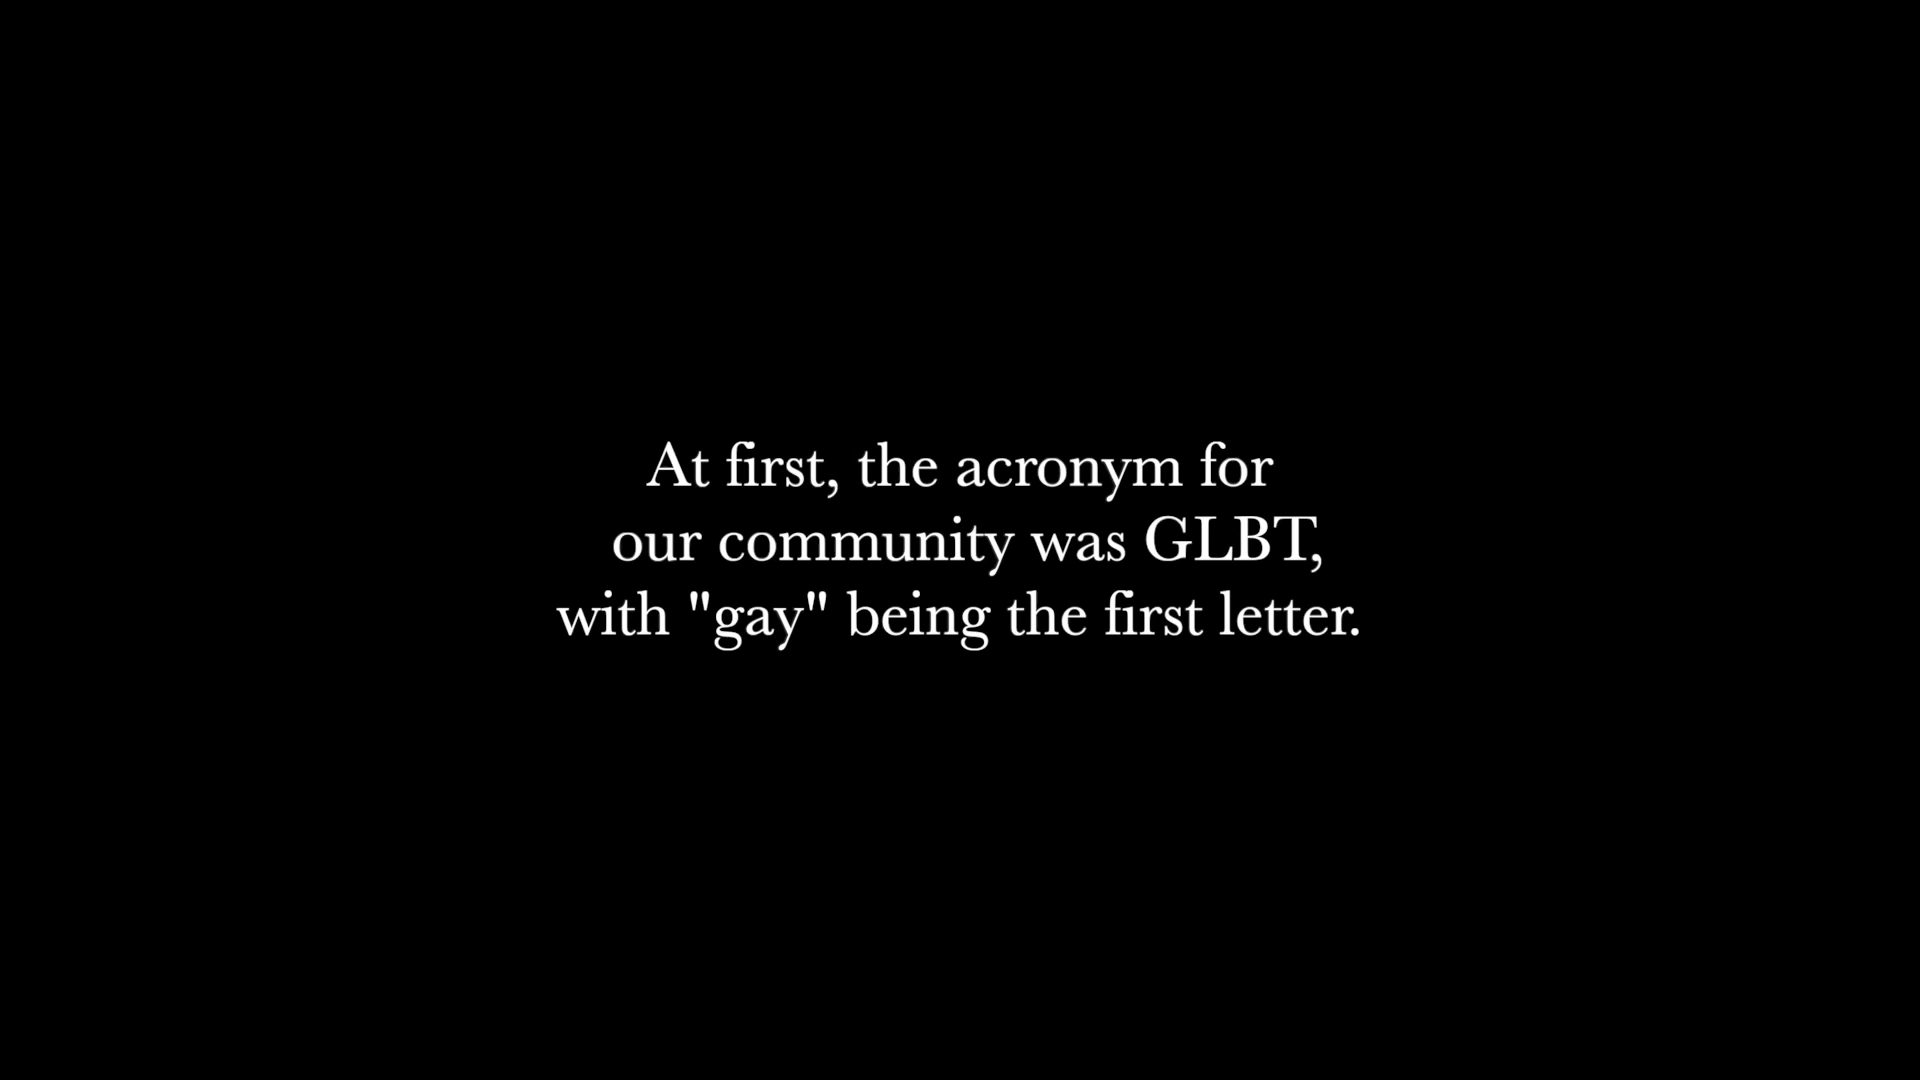 At first, the acronym for
our community was GLBT,
with "gay" being the first letter.